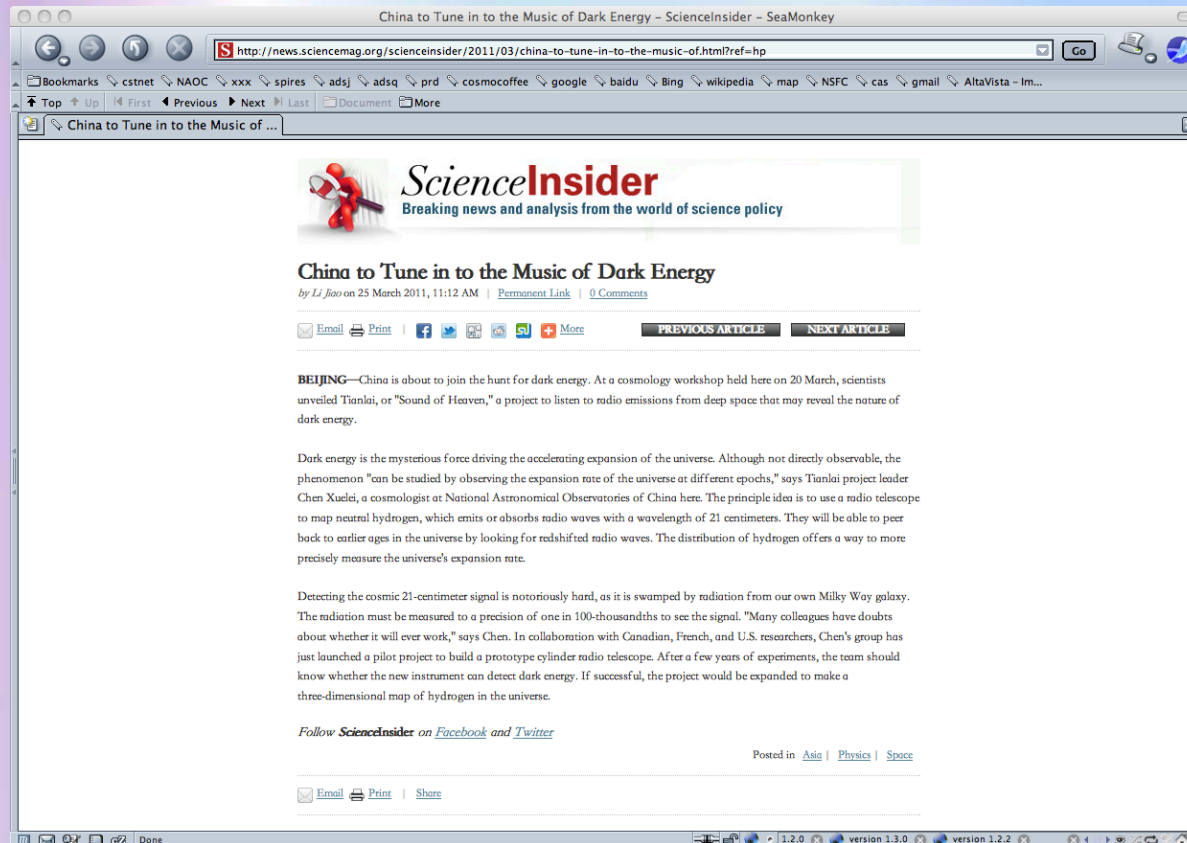 China to Tune in to the Music of Dark Energy – ScienceInsider – SeaMonkey
S http://news.sciencemag.org/scienceinsider/2011/03/china-to-tune-in-to-the-music-of.html?ref=hp Go
Bookmarks cstnet NAOC xxx spires adsj adsq prd cosmocoffee google baidu Bing wikipedia map NSFC cas gmail AltaVista – Im...
Top Up First Previous Next Last Document More
China to Tune in to the Music of ...
ScienceInsider
Breaking news and analysis from the world of science policy
China to Tune in to the Music of Dark Energy
by Li Jiao on 25 March 2011, 11:12 AM | Permanent Link | 0 Comments
Email Print | More PREVIOUS ARTICLE NEXT ARTICLE
BEIJING—China is about to join the hunt for dark energy. At a cosmology workshop held here on 20 March, scientists
unveiled Tianlai, or "Sound of Heaven," a project to listen to radio emissions from deep space that may reveal the nature of
dark energy.
Dark energy is the mysterious force driving the accelerating expansion of the universe. Although not directly observable, the
phenomenon "can be studied by observing the expansion rate of the universe at different epochs," says Tianlai project leader
Chen Xuelei, a cosmologist at National Astronomical Observatories of China here. The principle idea is to use a radio telescope
to map neutral hydrogen, which emits or absorbs radio waves with a wavelength of 21 centimeters. They will be able to peer
back to earlier ages in the universe by looking for redshifted radio waves. The distribution of hydrogen offers a way to more
precisely measure the universe's expansion rate.
Detecting the cosmic 21-centimeter signal is notoriously hard, as it is swamped by radiation from our own Milky Way galaxy.
The radiation must be measured to a precision of one in 100-thousandths to see the signal. "Many colleagues have doubts
about whether it will ever work," says Chen. In collaboration with Canadian, French, and U.S. researchers, Chen's group has
just launched a pilot project to build a prototype cylinder radio telescope. After a few years of experiments, the team should
know whether the new instrument can detect dark energy. If successful, the project would be expanded to make a
three-dimensional map of hydrogen in the universe.
Follow ScienceInsider on Facebook and Twitter
Posted in Asia | Physics | Space
Email Print | Share
Done 1.2.0 version 1.3.0 version 1.2.2